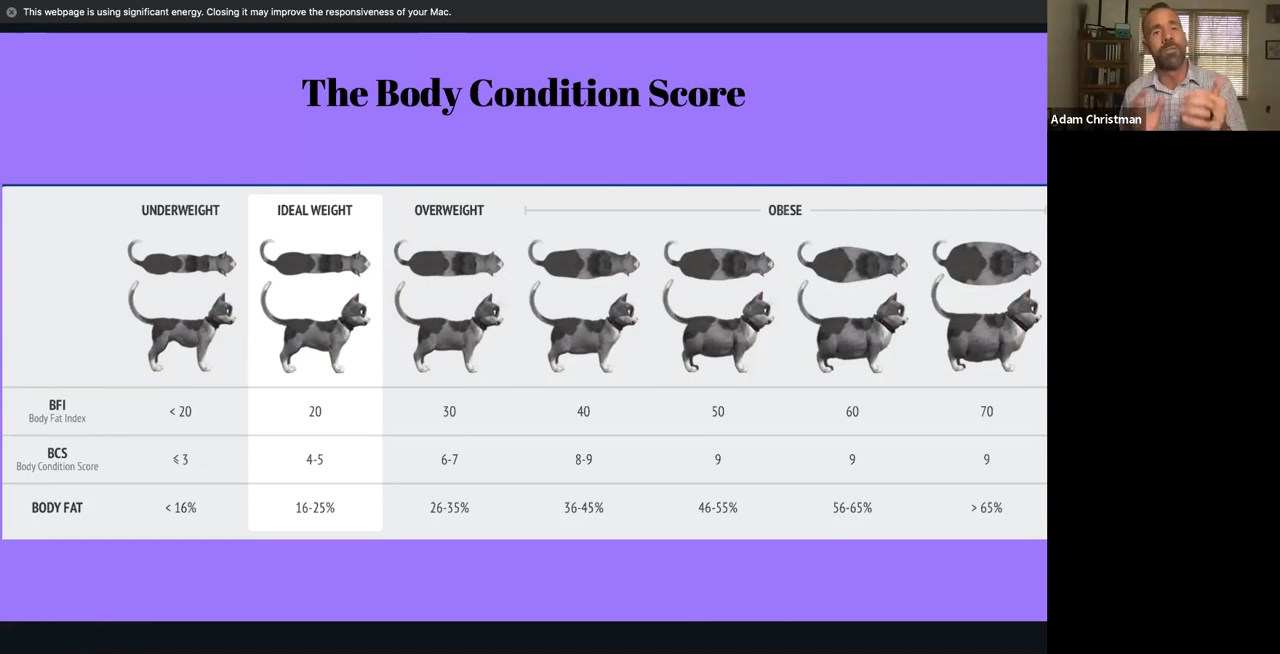 This webpage is using significant energy. Closing it may improve the responsiveness of your Mac.
The Body Condition Score
Adam Christman
UNDERWEIGHT IDEAL WEIGHT OVERWEIGHT OBESE
BFI
Body Fat Index
< 20 20 30 40 50 60 70
BCS
Body Condition Score
⩽ 3 4-5 6-7 8-9 9 9 9
BODY FAT < 16% 16-25% 26-35% 36-45% 46-55% 56-65% > 65%